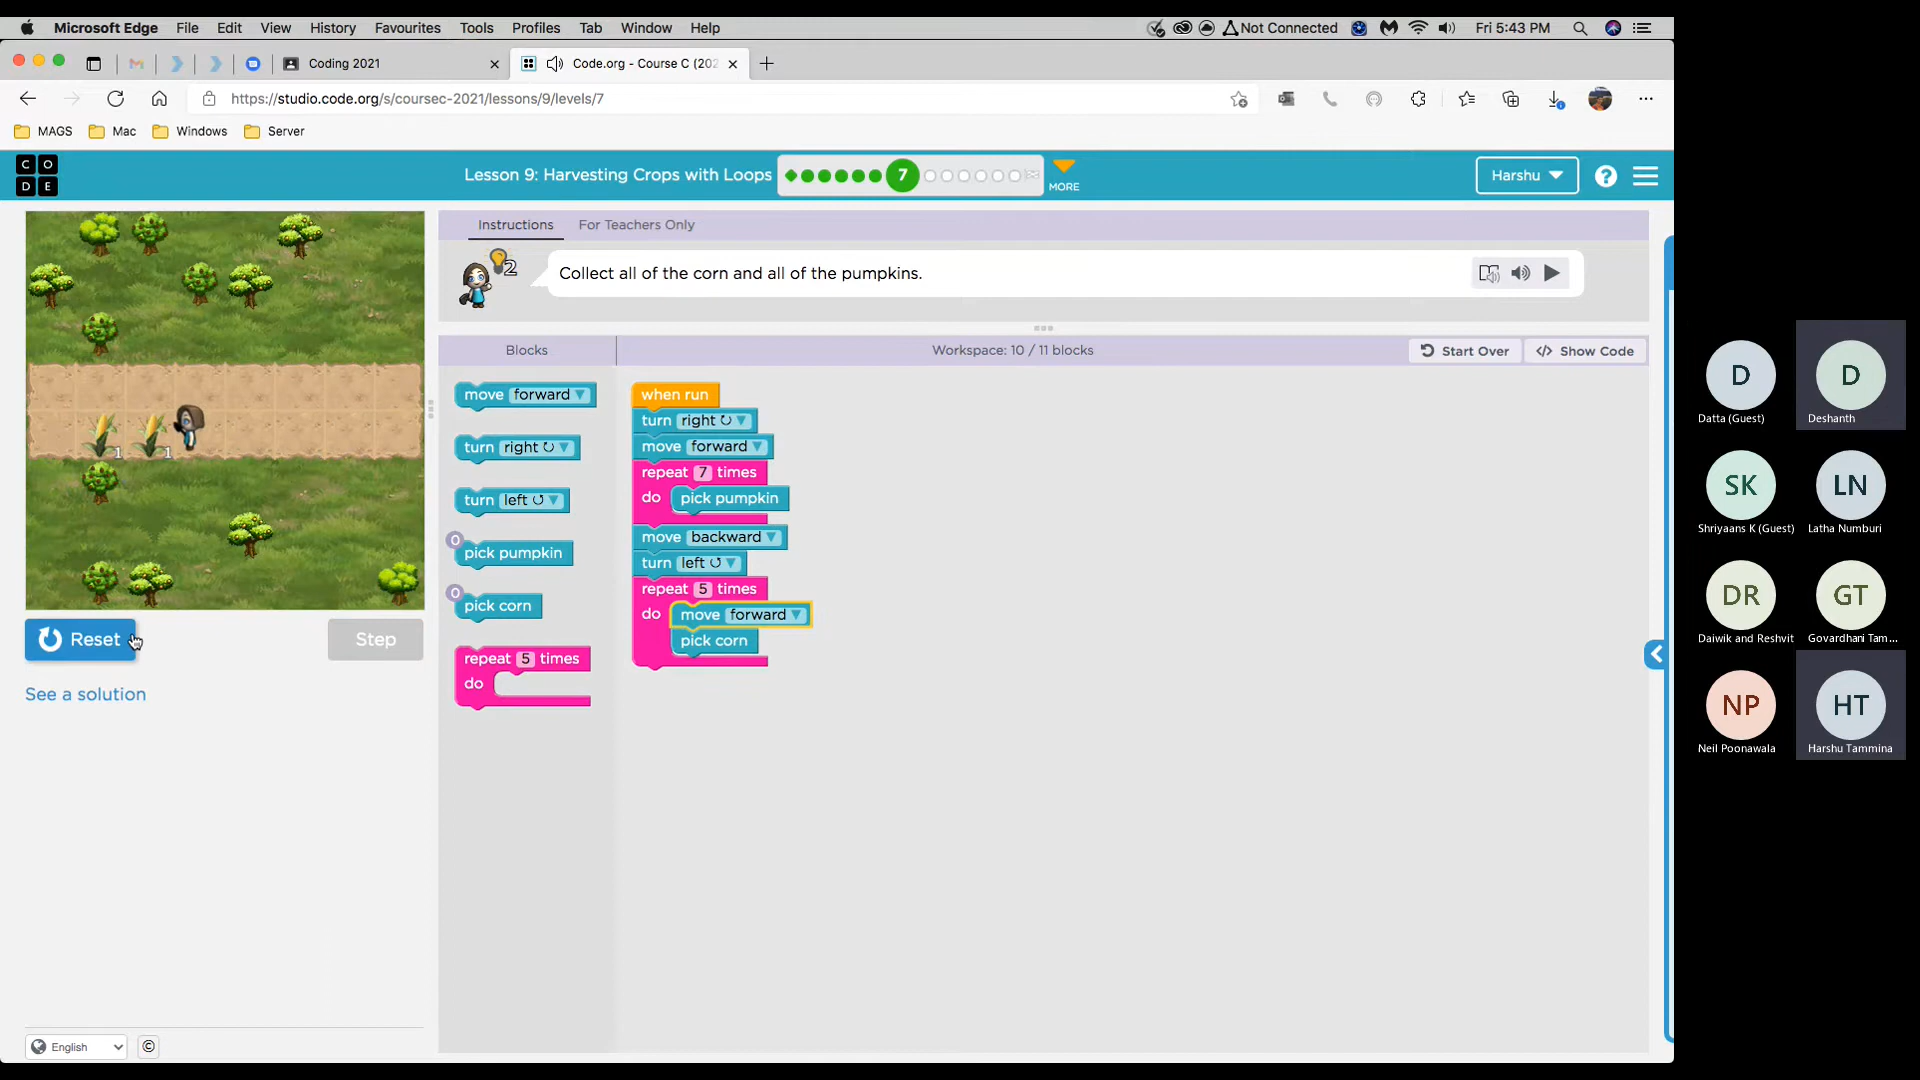 Microsoft Edge File Edit View History Favourites Tools Profiles Tab Window Help Not Connected Fri 5:43 PM
Coding 2021 Code.org - Course C (202
https://studio.code.org/s/coursec-2021/lessons/9/levels/7
MAGS Mac Windows Server
C O
D E
Lesson 9: Harvesting Crops with Loops 7 MORE Harshu ?
Instructions For Teachers Only
2 Collect all of the corn and all of the pumpkins.
Blocks Workspace: 10 / 11 blocks Start Over Show Code
move forward
turn right
turn left
0
pick pumpkin
0
pick corn
repeat 5 times
do
when run
turn right
move forward
repeat 7 times
do pick pumpkin
move backward
turn left
repeat 5 times
do move forward
pick corn
1 1
Reset Step
See a solution
English ©
D D
Datta (Guest) Deshanth
SK LN
Shriyaans K (Guest) Latha Numburi
DR GT
Daiwik and Reshvit Govardhani Tam...
NP HT
Neil Poonawala Harshu Tammina